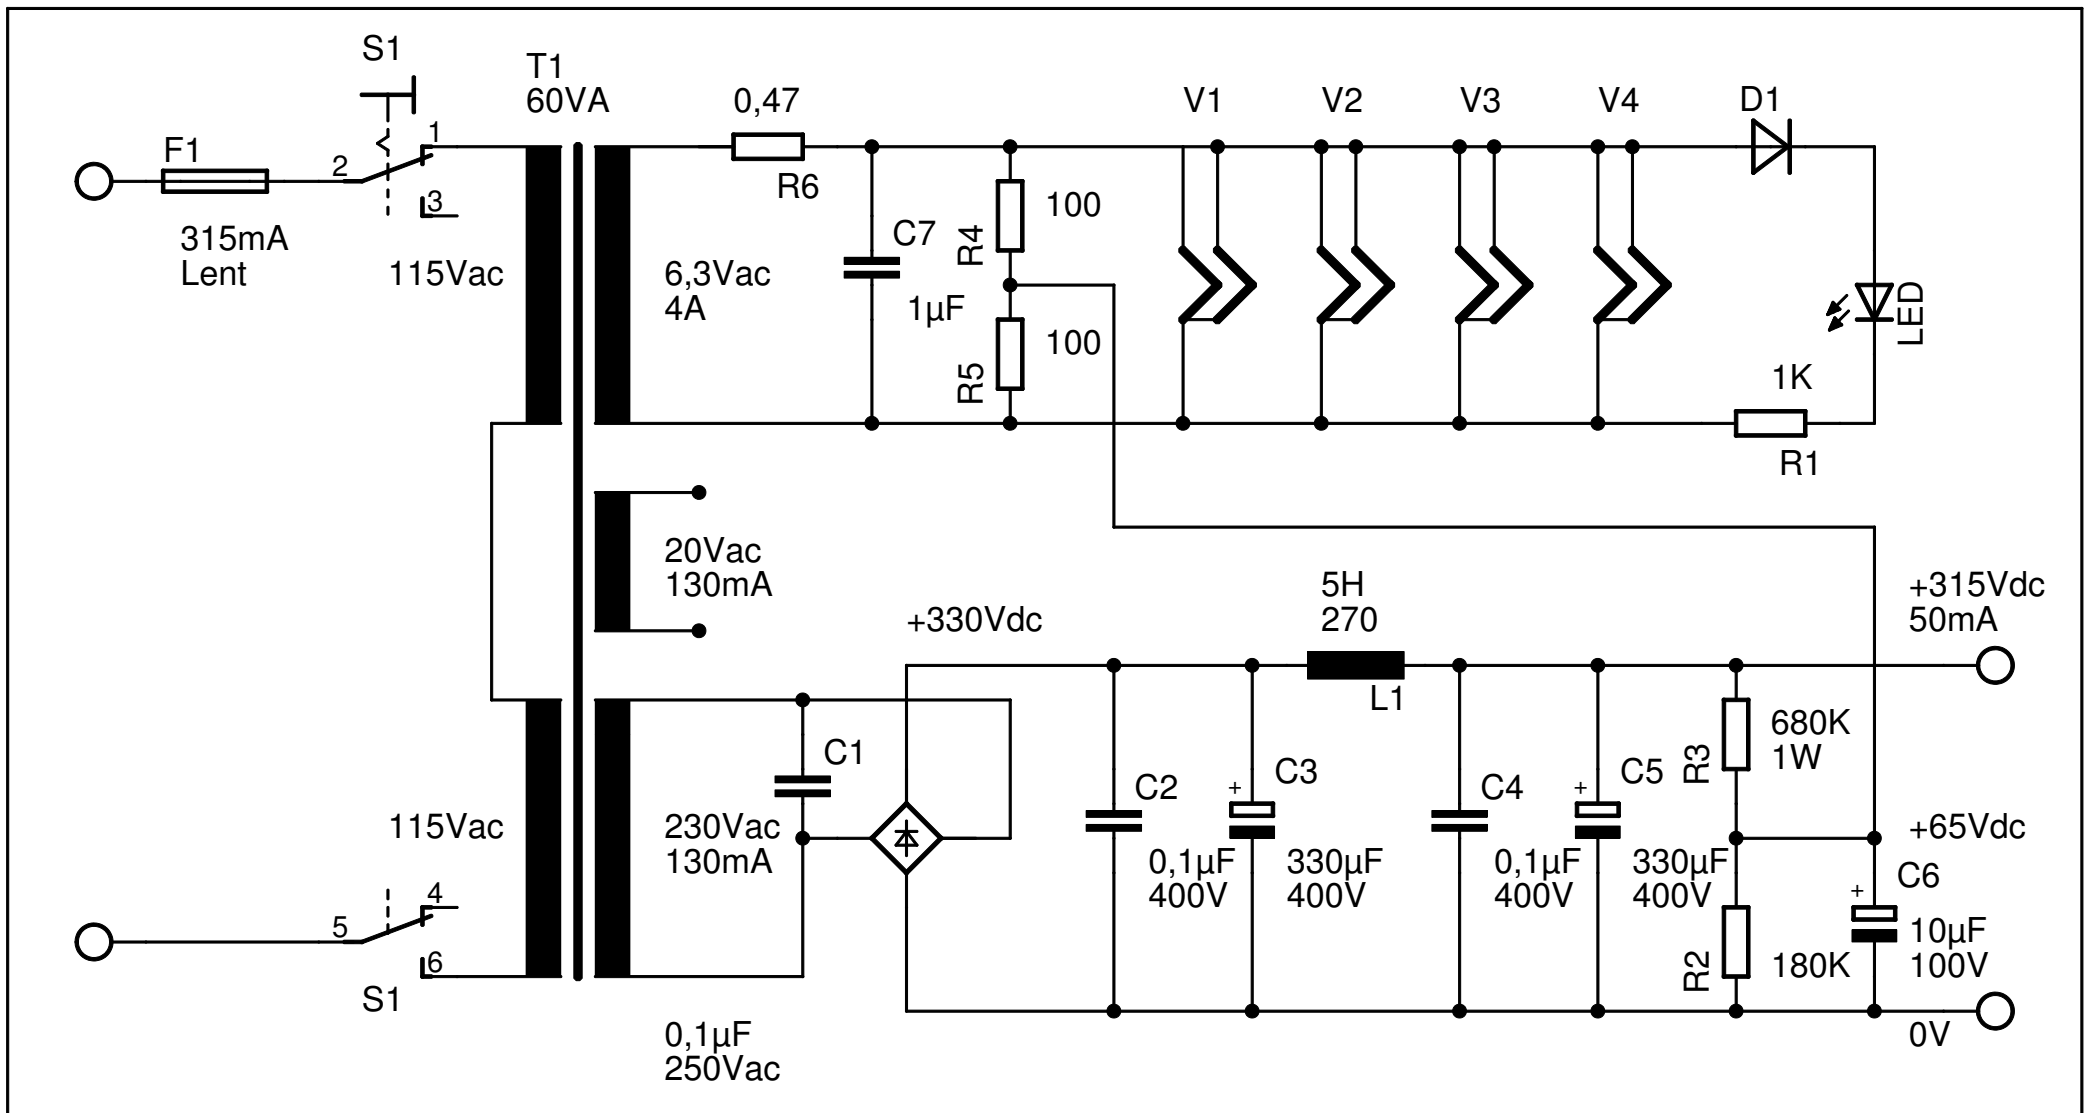 S1
T1
60VA
0,47
V1
V2
V3
V4
D1
F1
1
2
3
R6
315mA
Lent
115Vac
6,3Vac
4A
C7
1µF
R4
100
R5
100
LED
1K
R1
20Vac
130mA
+330Vdc
5H
270
L1
+315Vdc
50mA
C1
115Vac
230Vac
130mA
C2
0,1µF
400V
+
C3
330µF
400V
C4
0,1µF
400V
+
C5
330µF
400V
R3
680K
1W
+65Vdc
C6
+
10µF
100V
R2
180K
4
5
6
S1
0,1µF
250Vac
0V